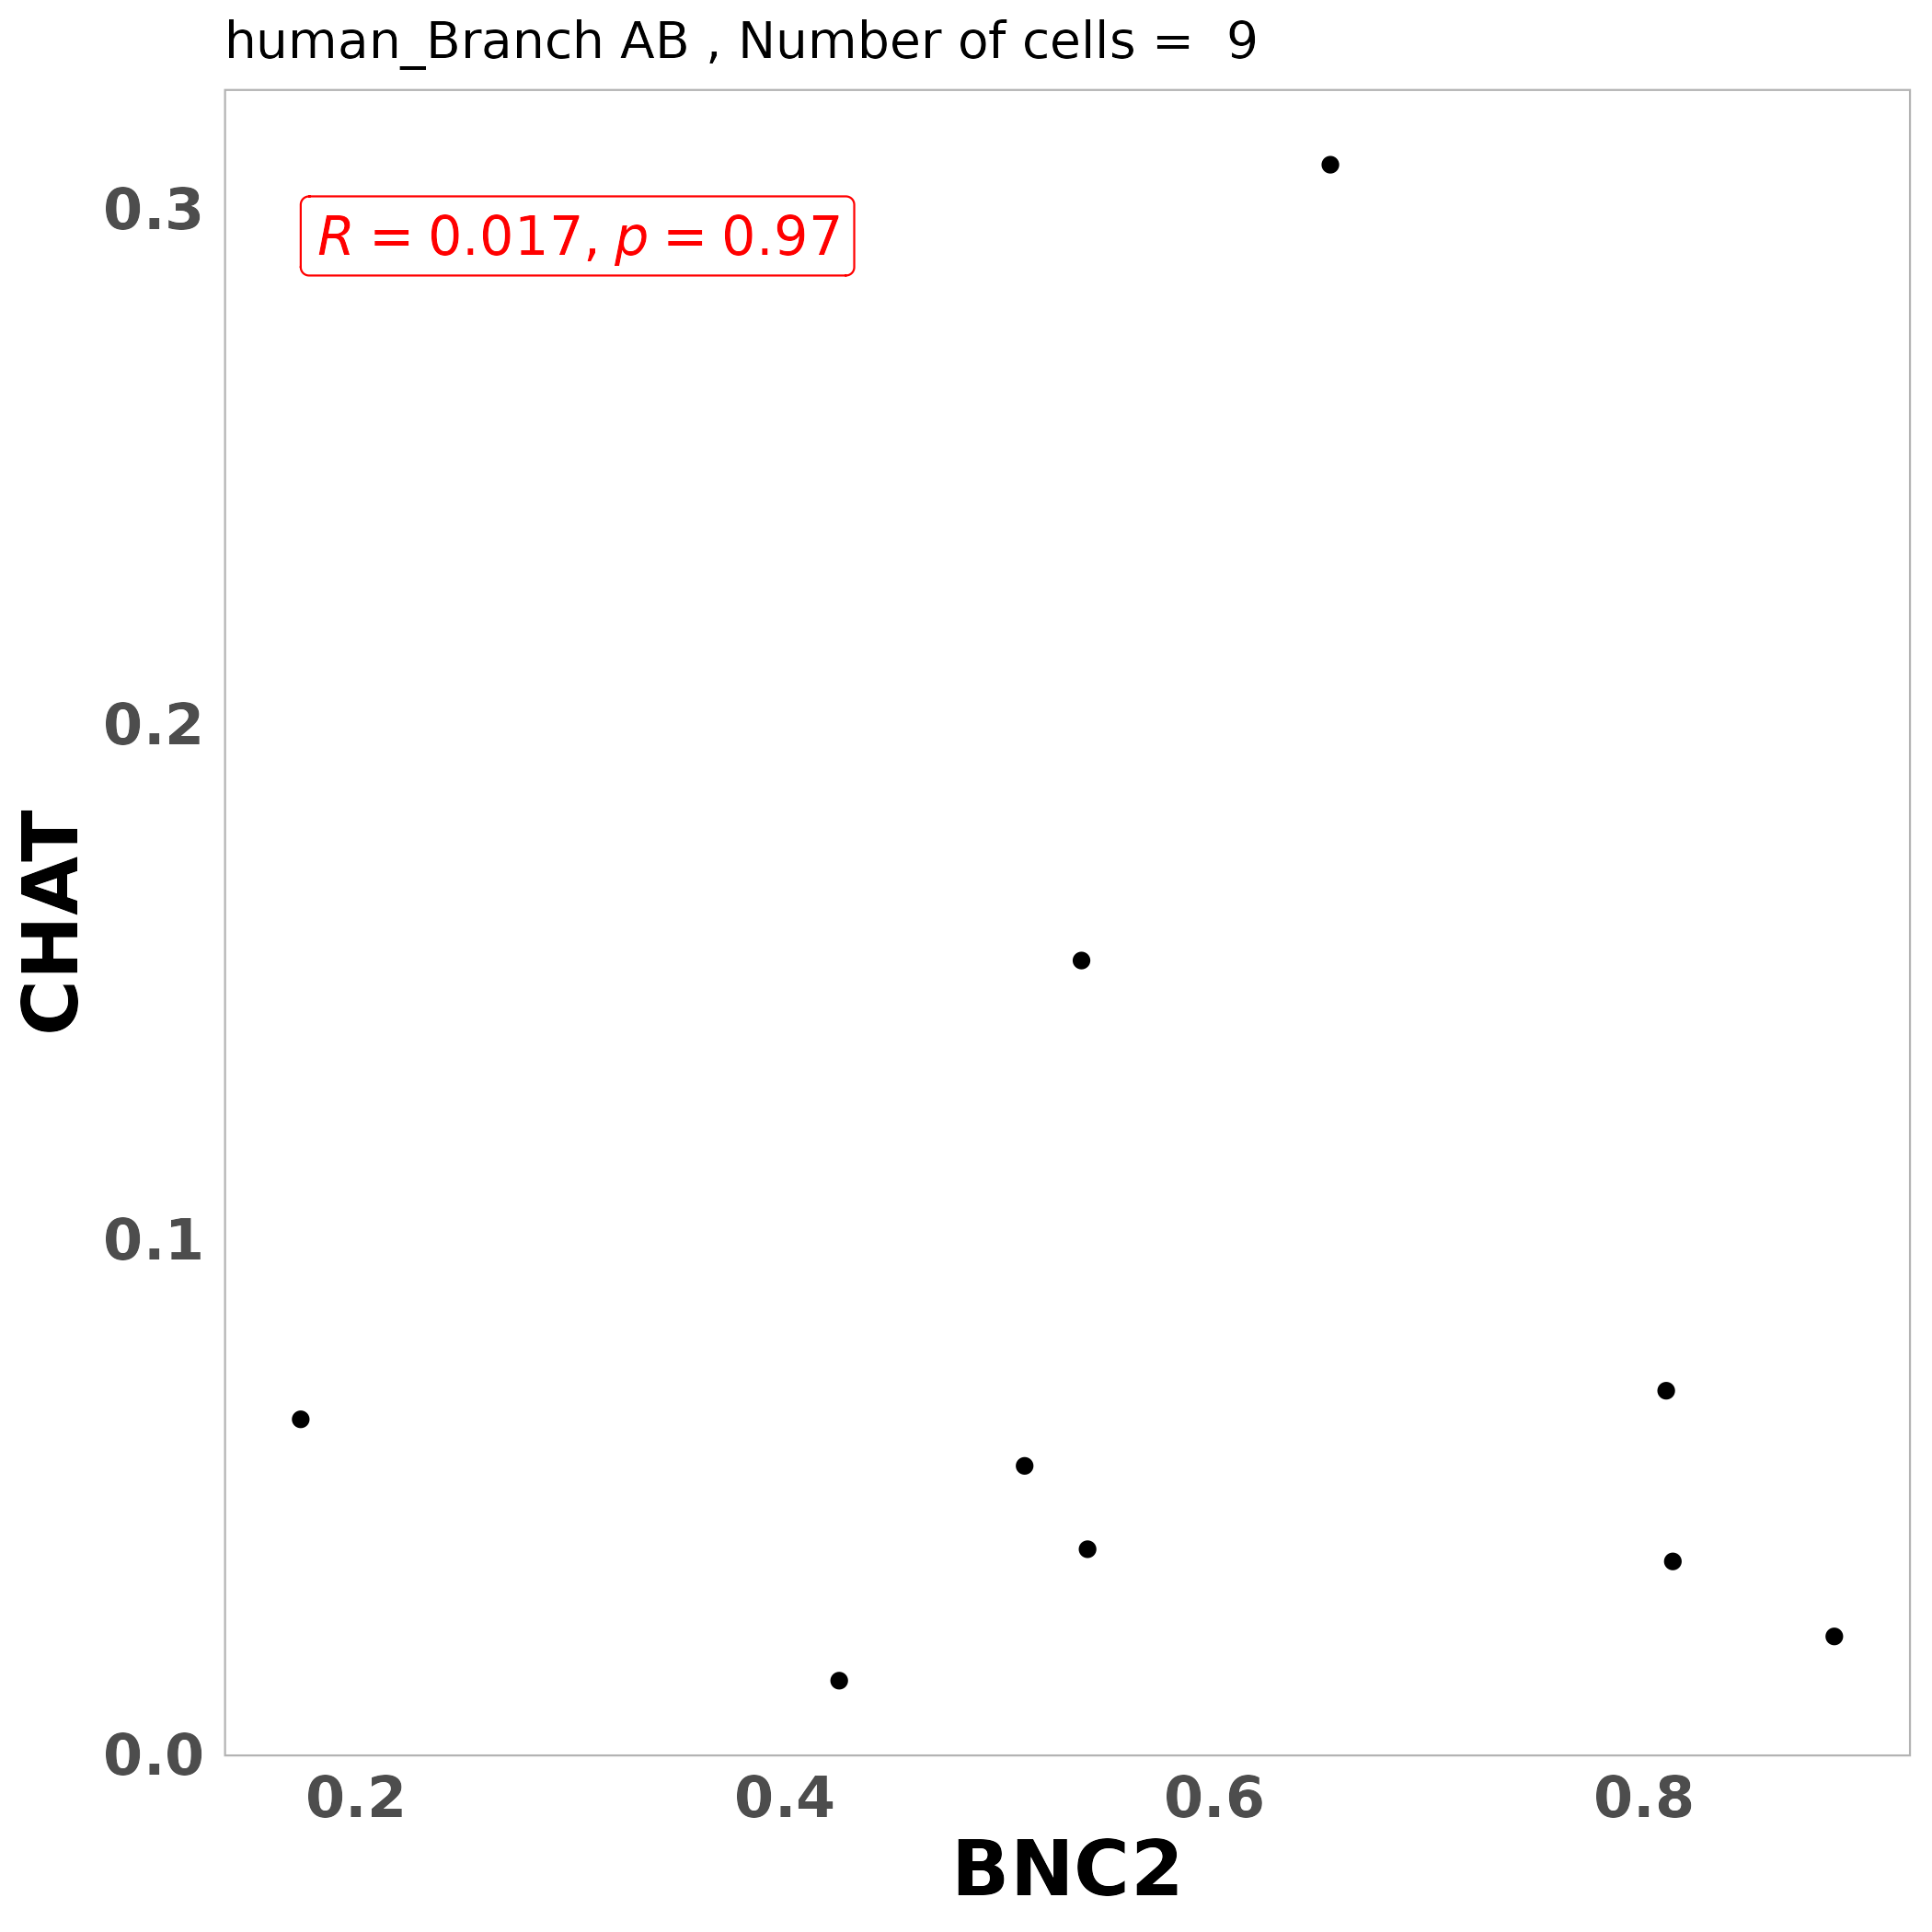 human_Branch AB , Number of cells =  9
R = 0.017, p = 0.97
0.3
0.2
0.1
0.0
CHAT
0.2
0.4
0.6
0.8
BNC2